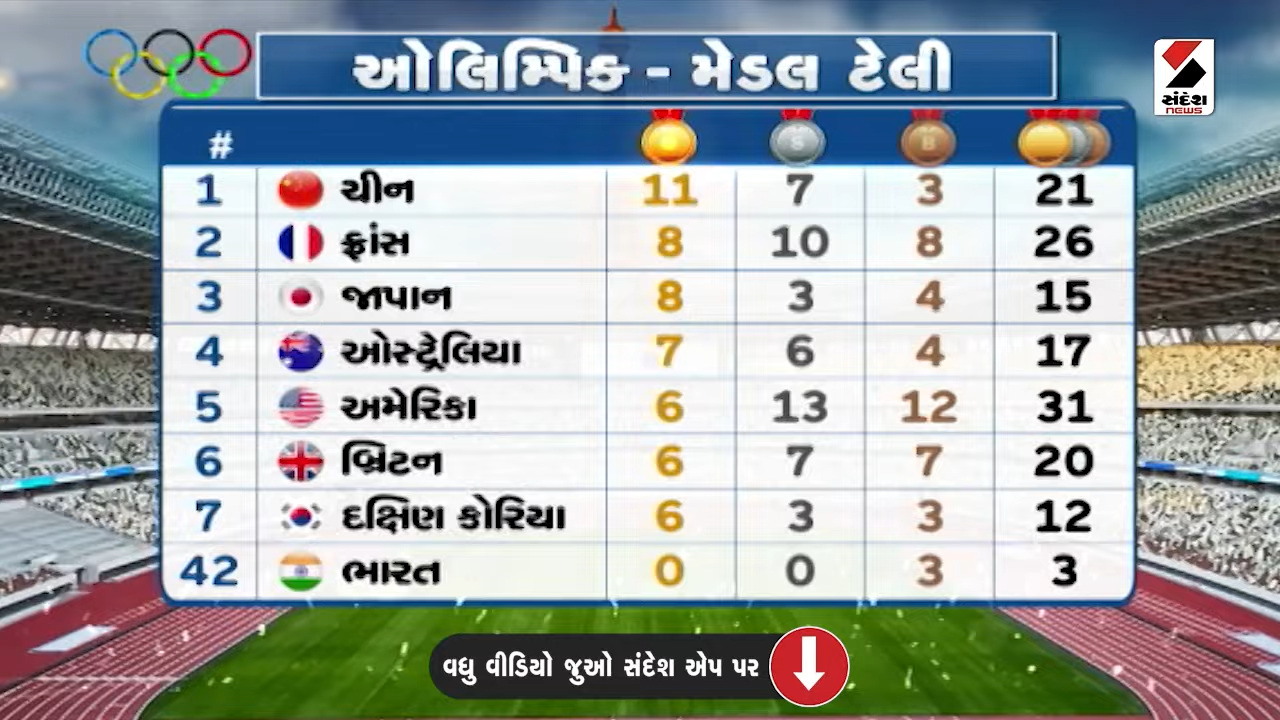 ઓલિમ્પિક - મેડલ ટેલી
સંદેશ
NEWS
# S B
1 ચીન 11 7 3 21
2 ફ્રાંસ 8 10 8 26
3 જાપાન 8 3 4 15
4 ઓસ્ટ્રેલિયા 7 6 4 17
5 અમેરિકા 6 13 12 31
6 બ્રિટન 6 7 7 20
7 દક્ષિણ કોરિયા 6 3 3 12
42 ભારત 0 0 3 3
વધુ વીડિયો જુઓ સંદેશ એપ પર